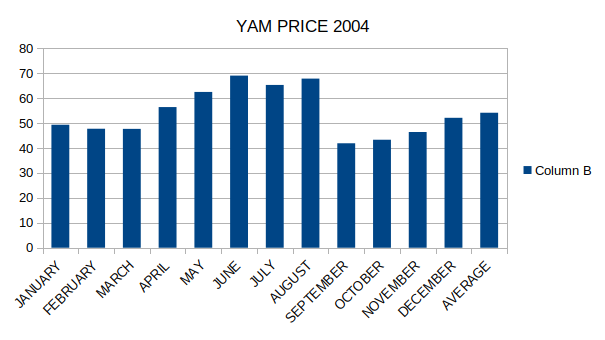 YAM PRICE 2004
80
70
60
50
40
30
20
10
0
Column B
JANUARY
FEBRUARY
MARCH
APRIL
MAY
JUNE
JULY
AUGUST
SEPTEMBER
OCTOBER
NOVEMBER
DECEMBER
AVERAGE